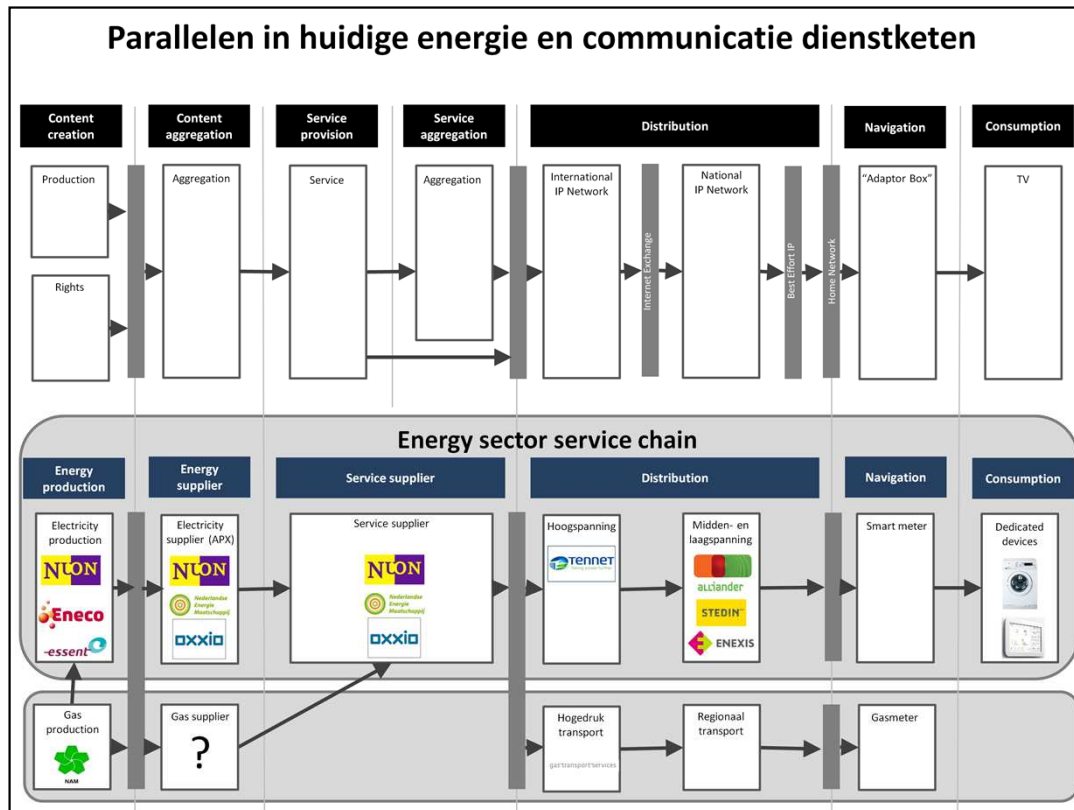 Parallelen in huidige energie en communicatie dienstketen
Content
creation
Content
aggregation
Service
provision
Service
aggregation
Distribution
Navigation
Consumption
Production
Rights
Aggregation
Service
Aggregation
International
IP Network
Internet Exchange
National
IP Network
Best Effort IP
Home Network
"Adaptor Box"
TV
Energy sector service chain
Energy
production
Energy
supplier
Service supplier
Distribution
Navigation
Consumption
Electricity
production
NUON
Eneco
essent
Electricity
supplier (APX)
NUON
Nederlandse
Energie
Maatschappij
oxxio
Service supplier
NUON
Nederlandse
Energie
Maatschappij
oxxio
Hoogspanning
TENNET
Midden- en
laagspanning
alliander
STEDIN
ENEXIS
Smart meter
Dedicated
devices
Gas
production
NAM
Gas supplier
?
Hogedruk
transport
gastransportservices
Regionaal
transport
Gasmeter